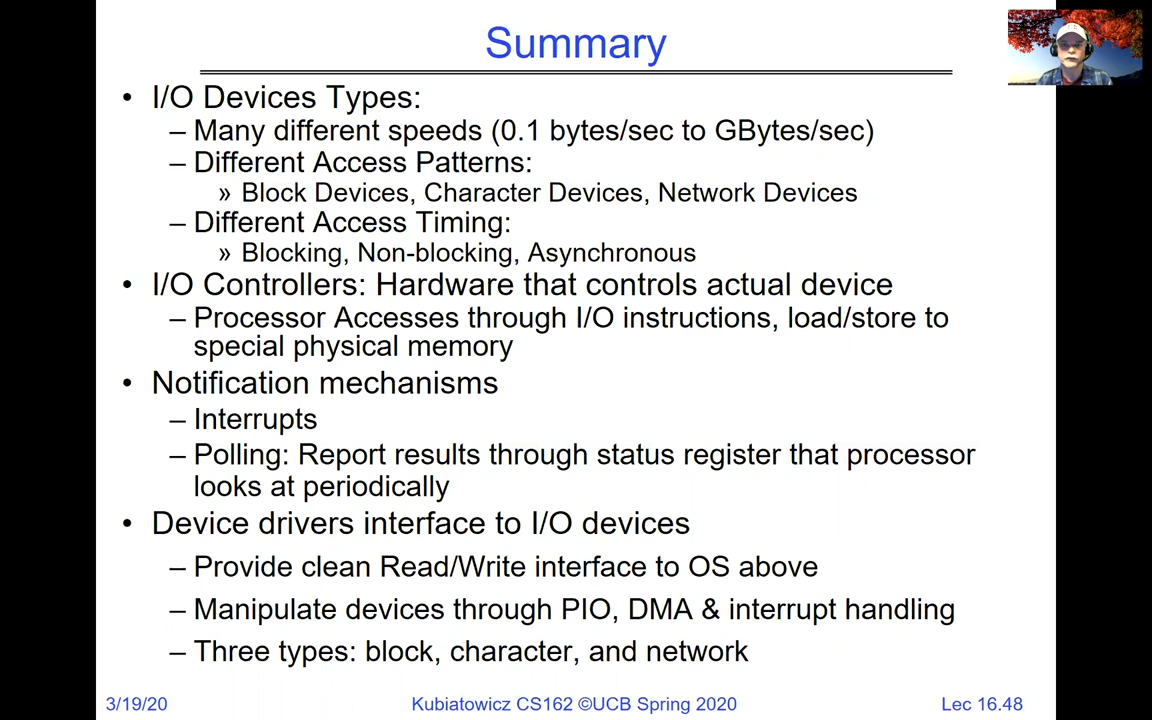 Summary
• I/O Devices Types:
– Many different speeds (0.1 bytes/sec to GBytes/sec)
– Different Access Patterns:
» Block Devices, Character Devices, Network Devices
– Different Access Timing:
» Blocking, Non-blocking, Asynchronous
• I/O Controllers: Hardware that controls actual device
– Processor Accesses through I/O instructions, load/store to
special physical memory
• Notification mechanisms
– Interrupts
– Polling: Report results through status register that processor
looks at periodically
• Device drivers interface to I/O devices
– Provide clean Read/Write interface to OS above
– Manipulate devices through PIO, DMA & interrupt handling
– Three types: block, character, and network
3/19/20
Kubiatowicz CS162 ©UCB Spring 2020
Lec 16.48